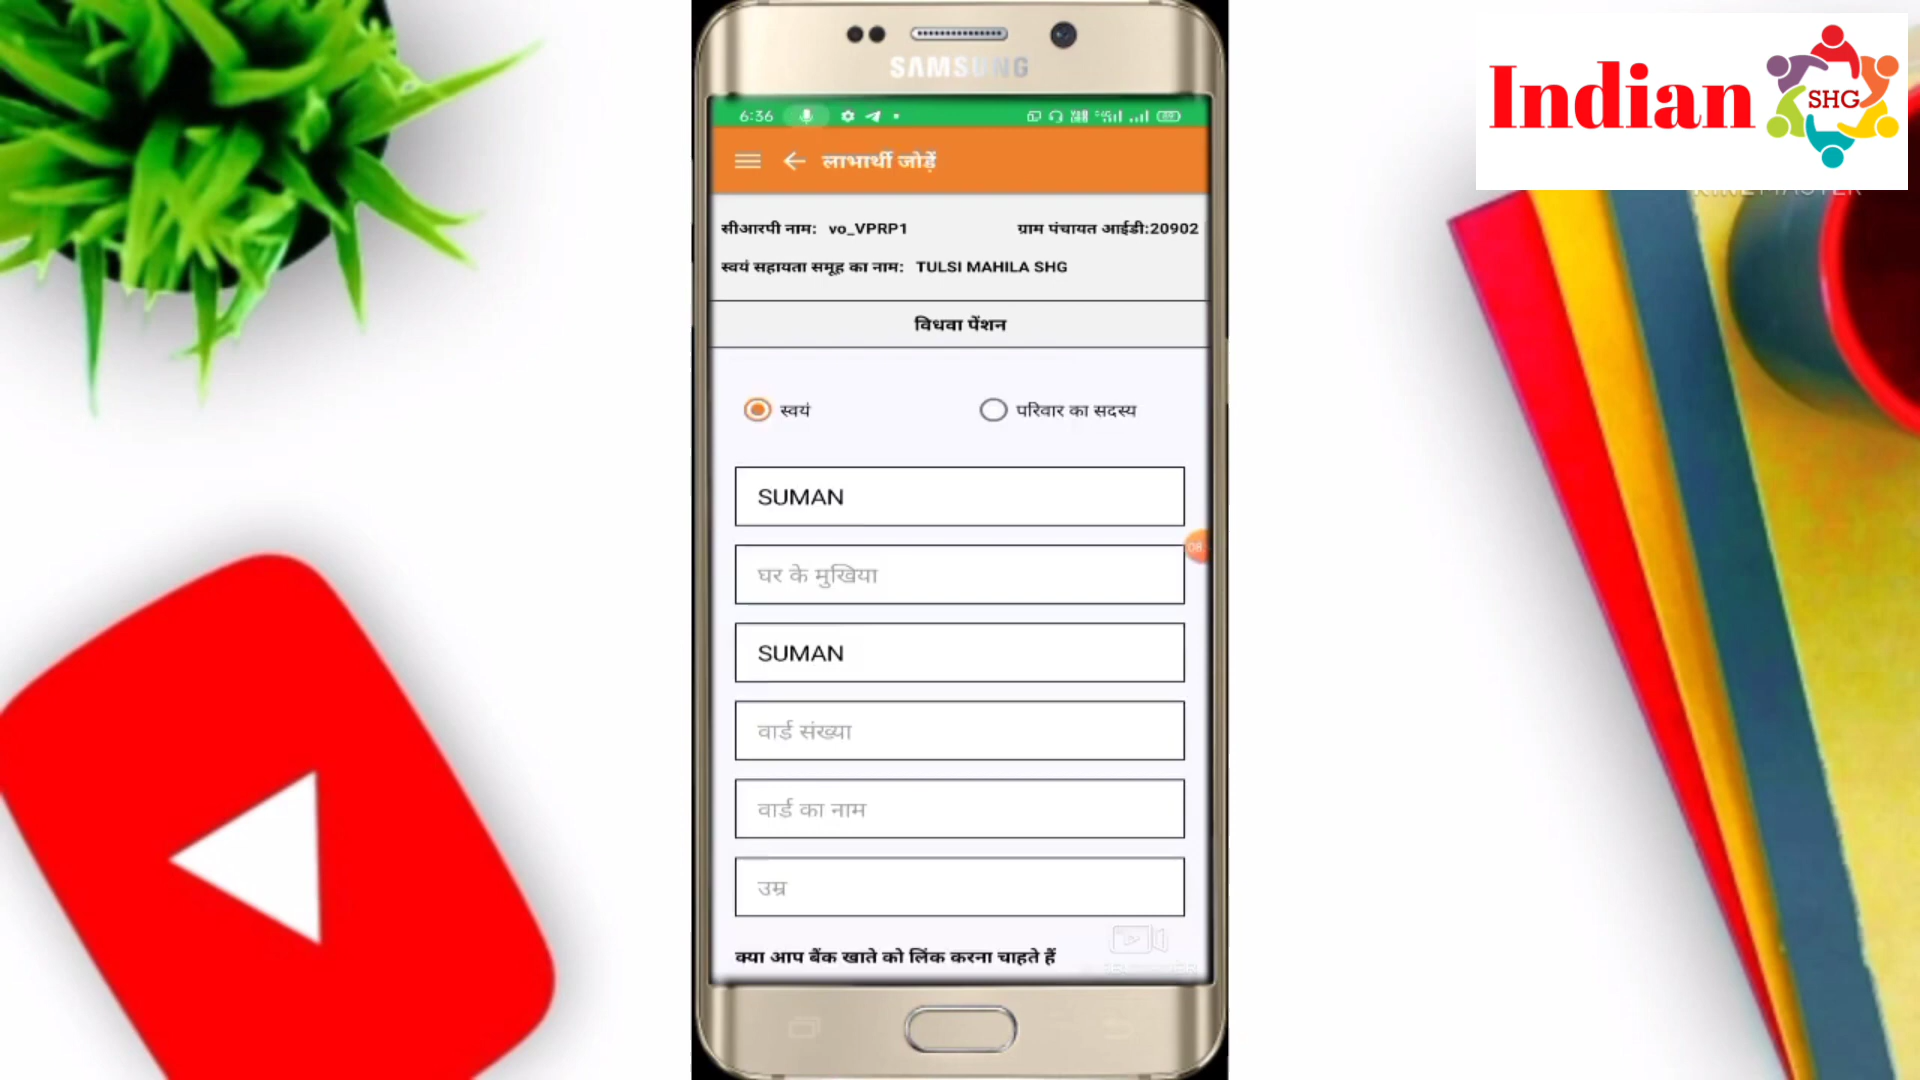 SAMSUNG
Indian
SHG
6:36
लाभार्थी जोड़ें
सीआरपी नाम: vo_VPRP1
ग्राम पंचायत आईडी:20902
स्वयं सहायता समूह का नाम: TULSI MAHILA SHG
विधवा पेंशन
स्वयं
परिवार का सदस्य
SUMAN
08
घर के मुखिया
SUMAN
वार्ड संख्या
वार्ड का नाम
उम्र
क्या आप बैंक खाते को लिंक करना चाहते हैं